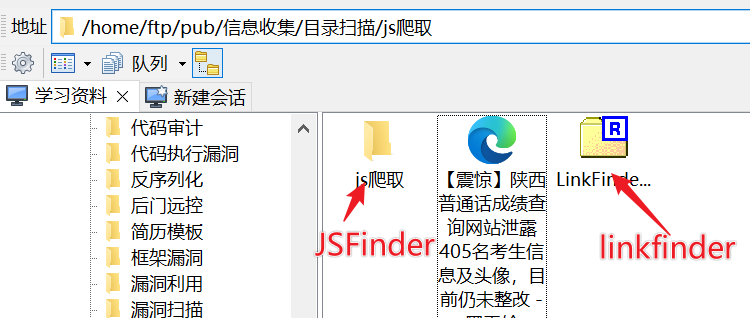 地址 /home/ftp/pub/信息收集/目录扫描/js爬取
队列
学习资料 新建会话
代码审计
代码执行漏洞
反序列化
后门远控
简历模板
框架漏洞
漏洞利用
漏洞扫描
js爬取
JSFinder
【震惊】陕西
普通话成绩查
询网站泄露
405名考生信
息及头像，目
前仍未整改 -
R
LinkFinde...
linkfinder